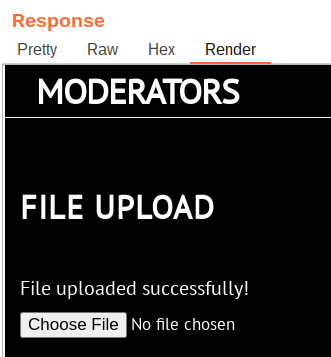 Response
Pretty Raw Hex Render
MODERATORS
FILE UPLOAD
File uploaded successfully!
Choose File No file chosen